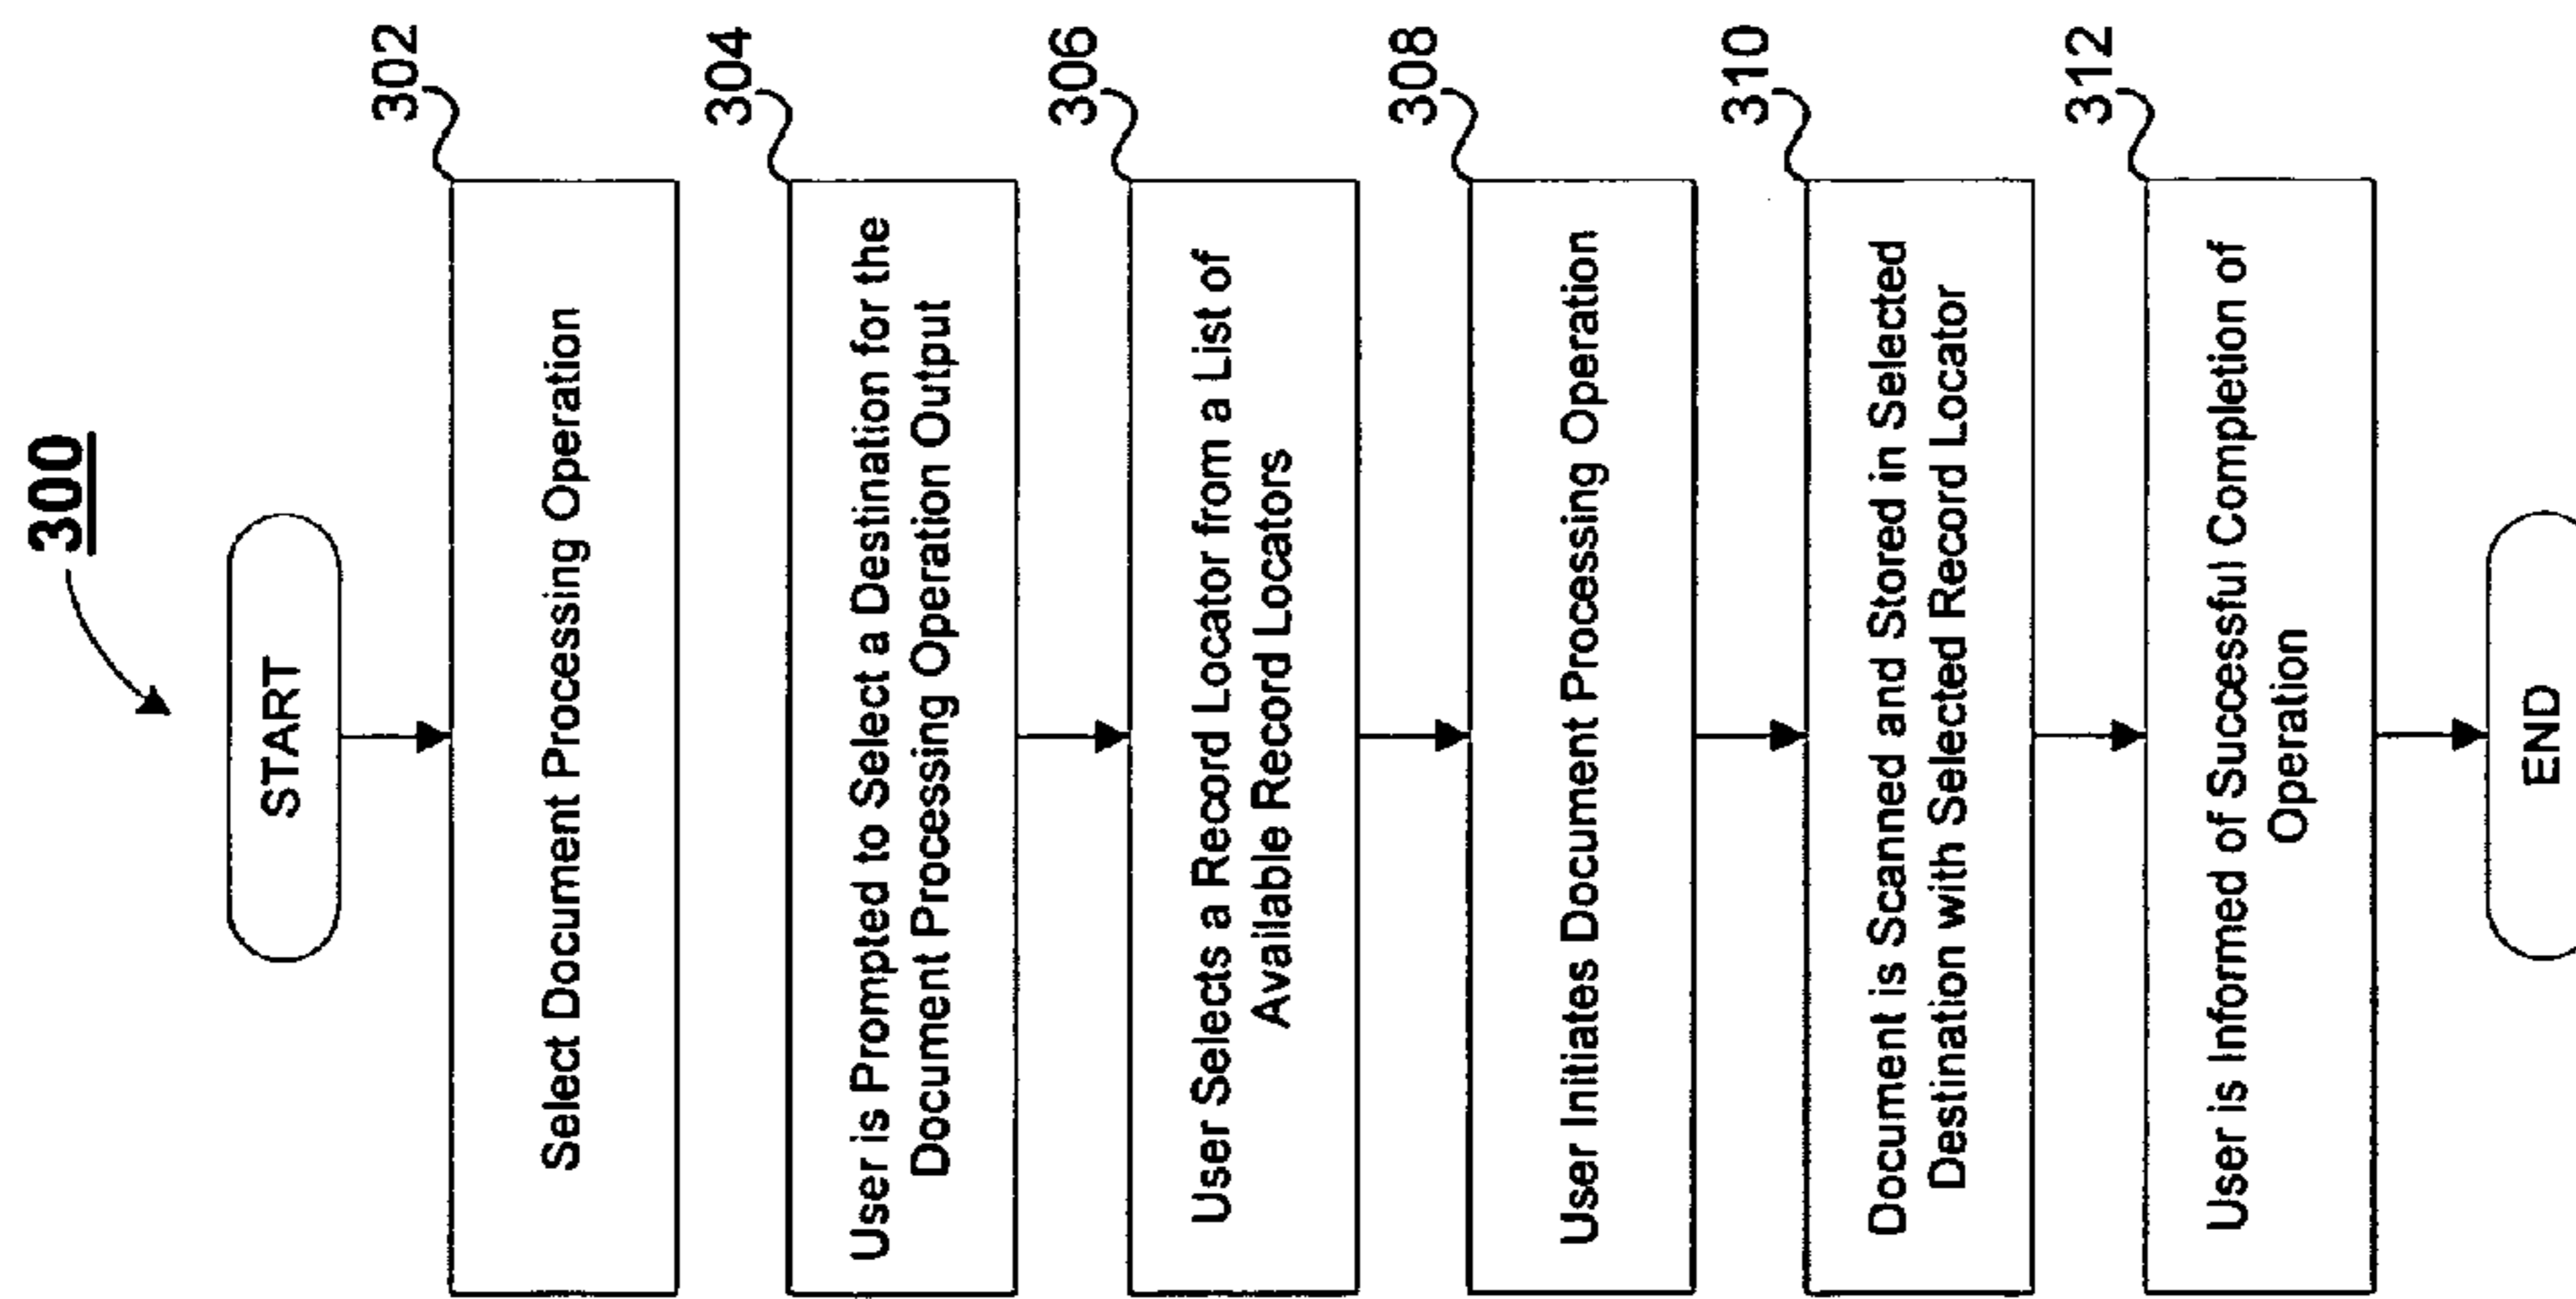 300
START
302
Select Document Processing Operation
304
User is Prompted to Select a Destination for the
Document Processing Operation Output
306
User Selects a Record Locator from a List of
Available Record Locators
308
User Initiates Document Processing Operation
310
Document is Scanned and Stored in Selected
Destination with Selected Record Locator
312
User is Informed of Successful Completion of
Operation
END